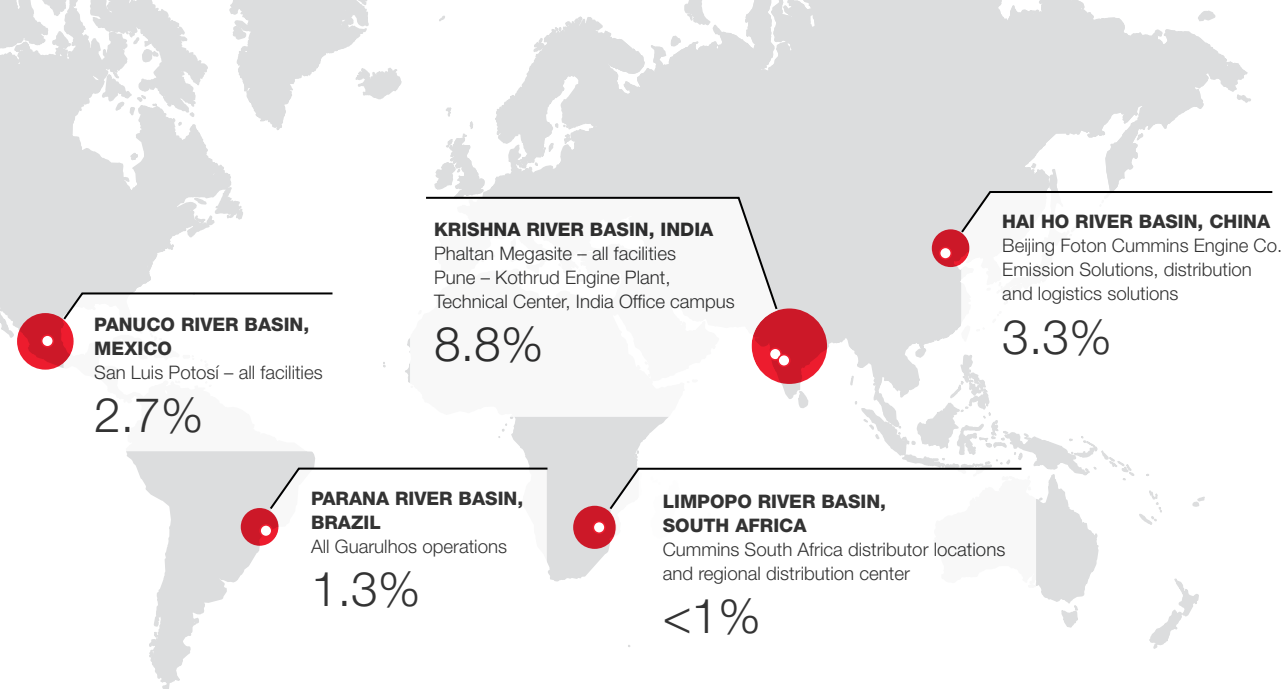 KRISHNA RIVER BASIN, INDIA
Phaltan Megasite – all facilities
Pune – Kothrud Engine Plant,
Technical Center, India Office campus
8.8%
HAI HO RIVER BASIN, CHINA
Beijing Foton Cummins Engine Co.
Emission Solutions, distribution
and logistics solutions
3.3%
PANUCO RIVER BASIN,
MEXICO
San Luis Potosí – all facilities
2.7%
PARANA RIVER BASIN,
BRAZIL
All Guarulhos operations
1.3%
LIMPOPO RIVER BASIN,
SOUTH AFRICA
Cummins South Africa distributor locations
and regional distribution center
<1%